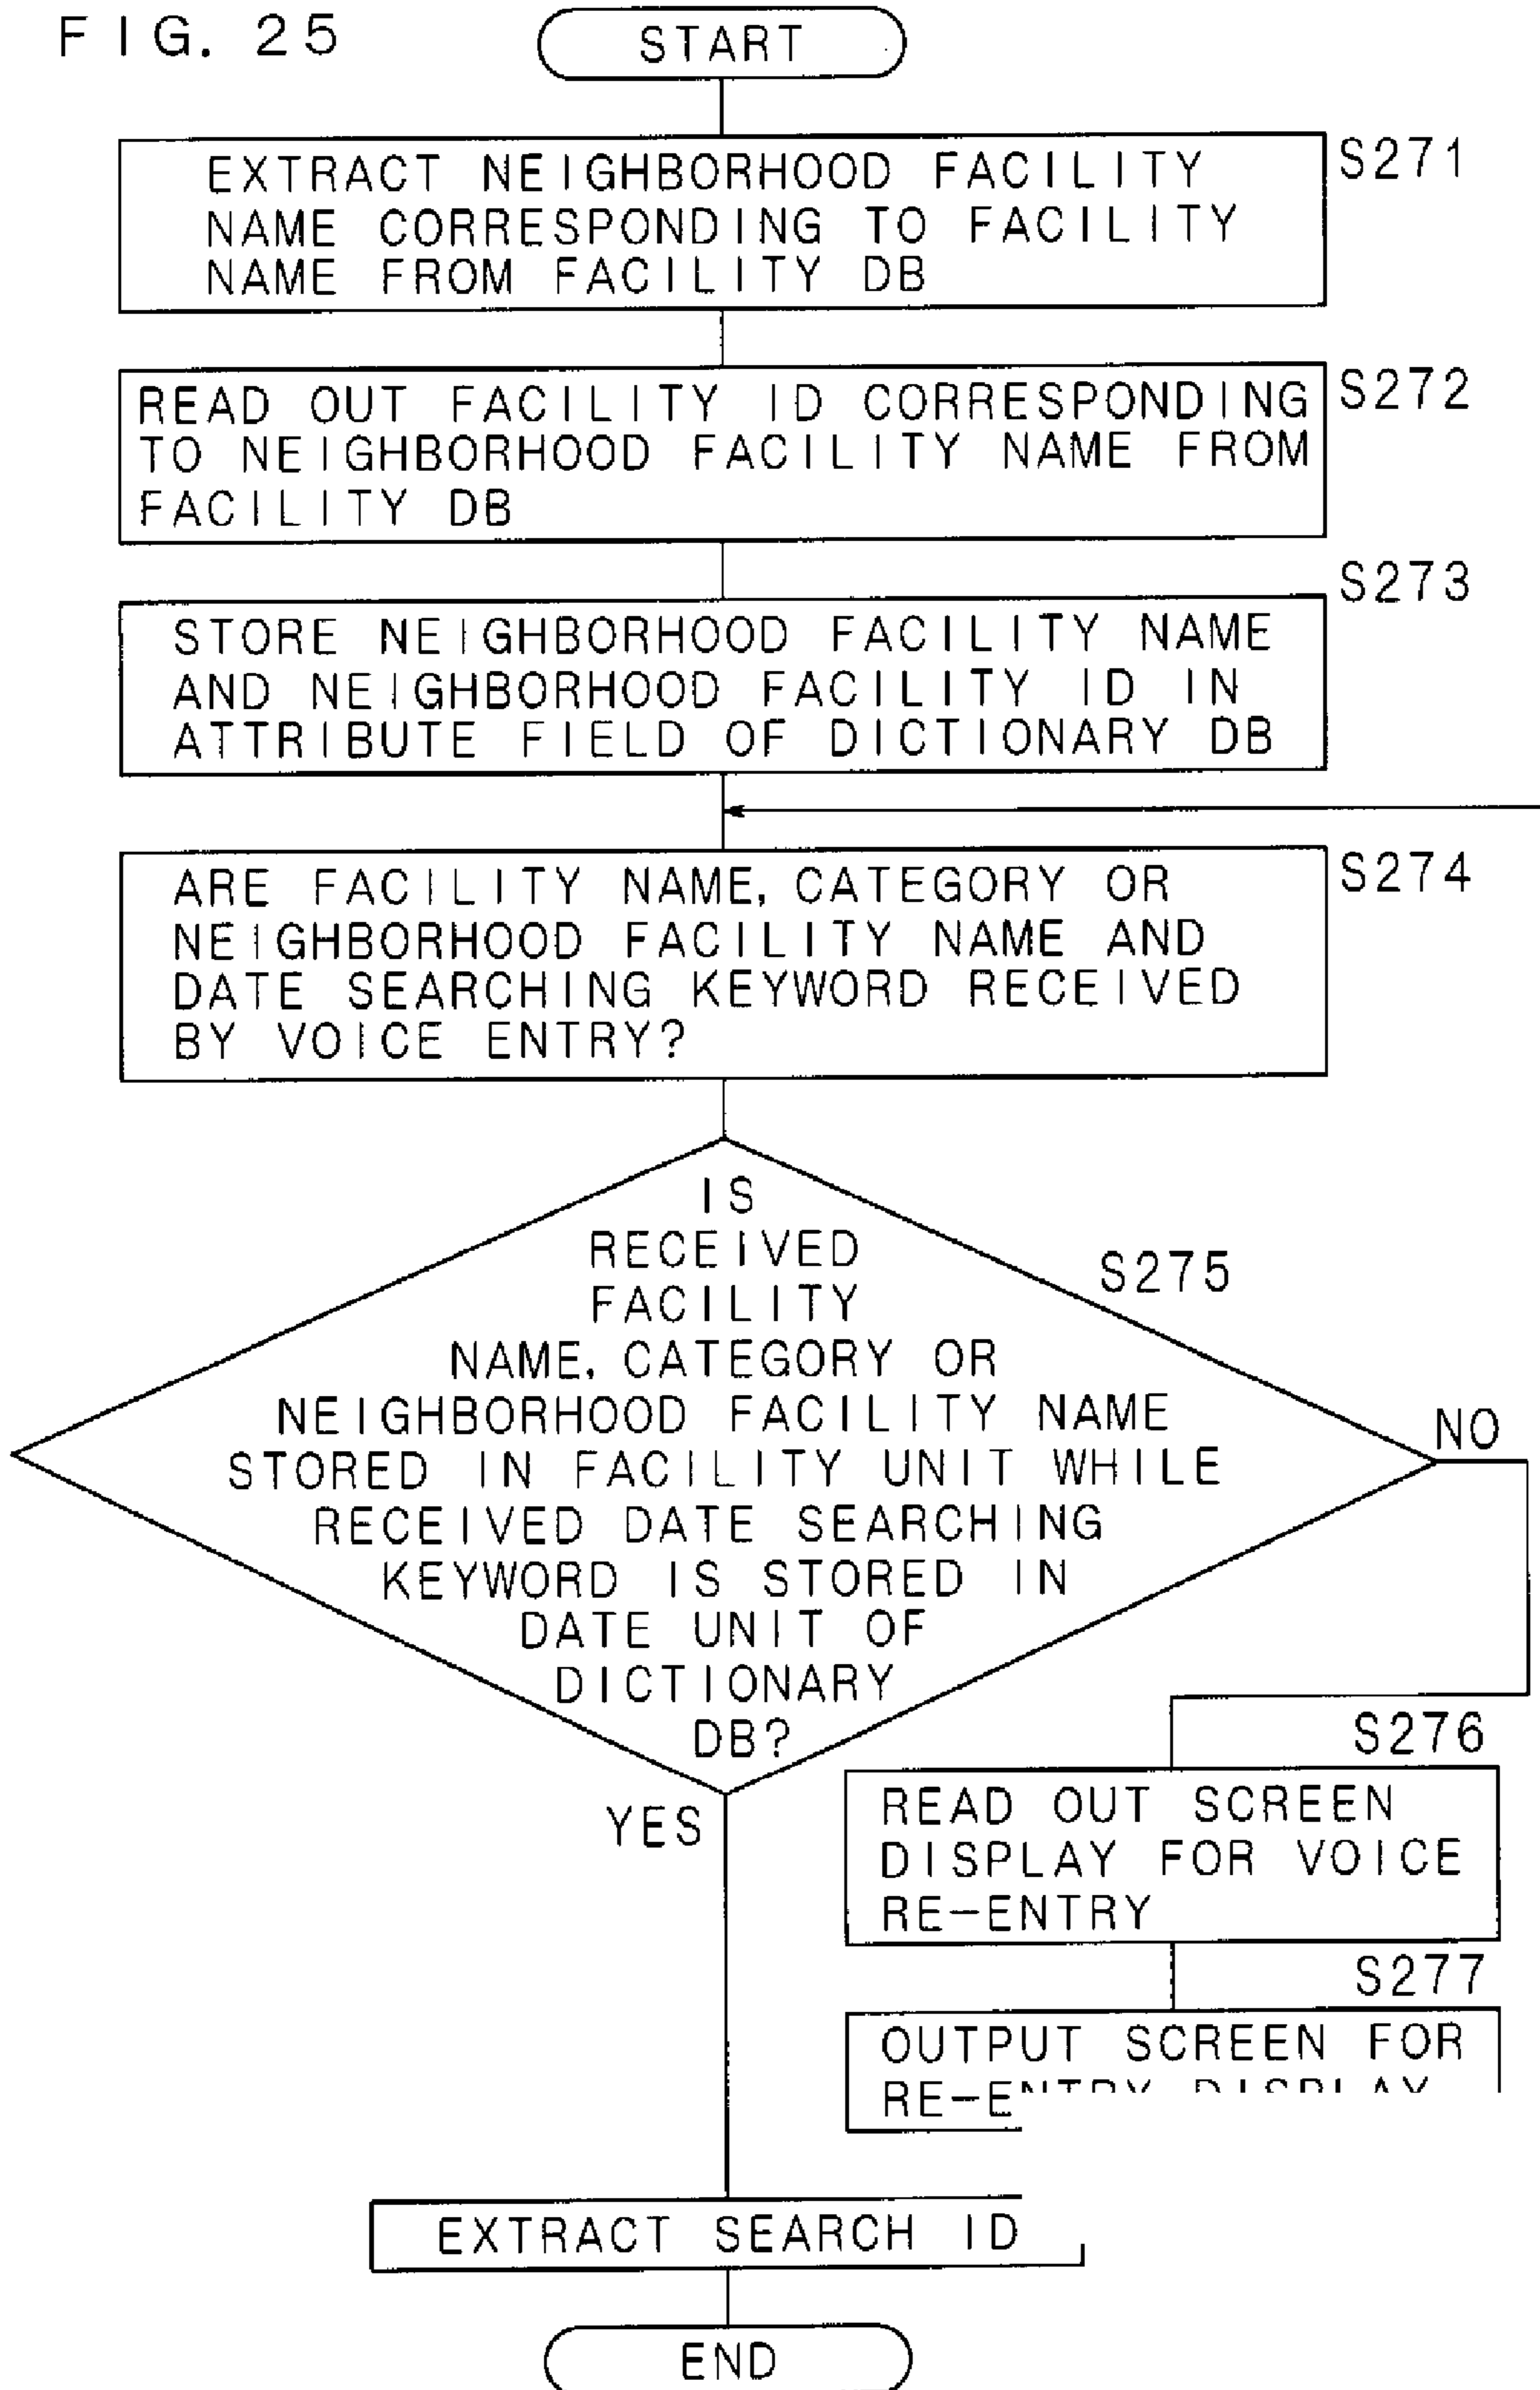 FIG. 25
START
S271
EXTRACT NEIGHBORHOOD FACILITY
NAME CORRESPONDING TO FACILITY
NAME FROM FACILITY DB
S272
READ OUT FACILITY ID CORRESPONDING
TO NEIGHBORHOOD FACILITY NAME FROM
FACILITY DB
S273
STORE NEIGHBORHOOD FACILITY NAME
AND NEIGHBORHOOD FACILITY ID IN
ATTRIBUTE FIELD OF DICTIONARY DB
S274
ARE FACILITY NAME, CATEGORY OR
NEIGHBORHOOD FACILITY NAME AND
DATE SEARCHING KEYWORD RECEIVED
BY VOICE ENTRY?
S275
IS
RECEIVED
FACILITY
NAME, CATEGORY OR
NEIGHBORHOOD FACILITY NAME
STORED IN FACILITY UNIT WHILE
RECEIVED DATE SEARCHING
KEYWORD IS STORED IN
DATE UNIT OF
DICTIONARY
DB?
NO
YES
S276
READ OUT SCREEN
DISPLAY FOR VOICE
RE-ENTRY
S277
OUTPUT SCREEN FOR
RE-ENTRY DISPLAY
EXTRACT SEARCH ID
END